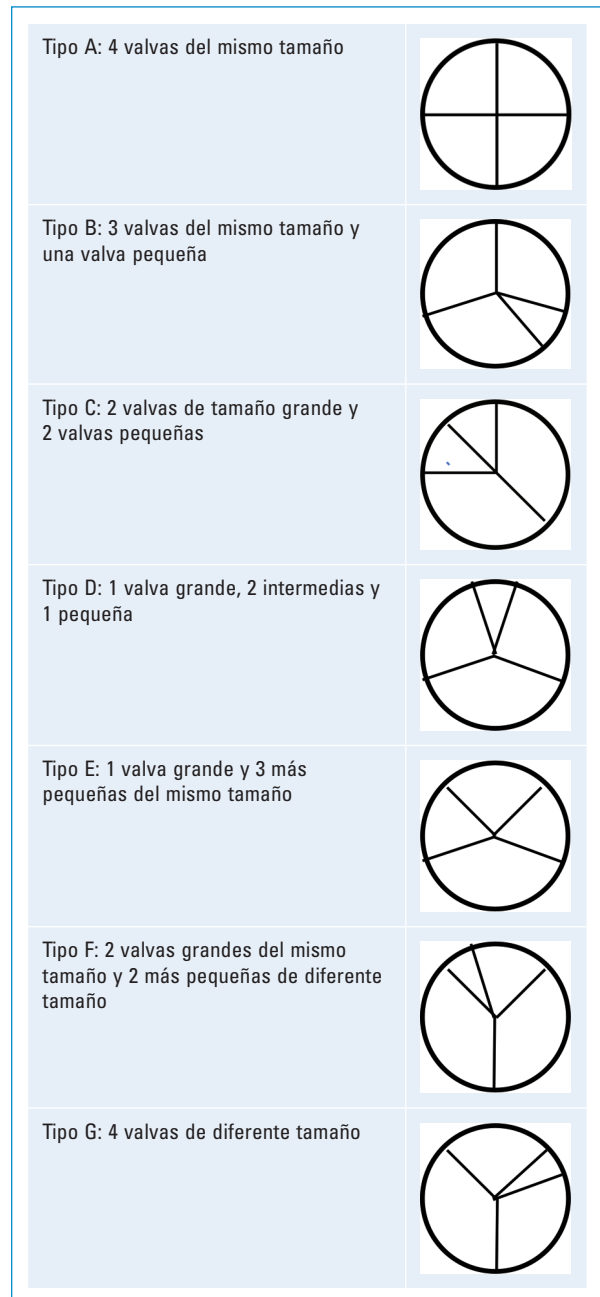 Tipo A: 4 valvas del mismo tamaño
Tipo B: 3 valvas del mismo tamaño y
una valva pequeña
Tipo C: 2 valvas de tamaño grande y
2 valvas pequeñas
Tipo D: 1 valva grande, 2 intermedias y
1 pequeña
Tipo E: 1 valva grande y 3 más
pequeñas del mismo tamaño
Tipo F: 2 valvas grandes del mismo
tamaño y 2 más pequeñas de diferente
tamaño
Tipo G: 4 valvas de diferente tamaño